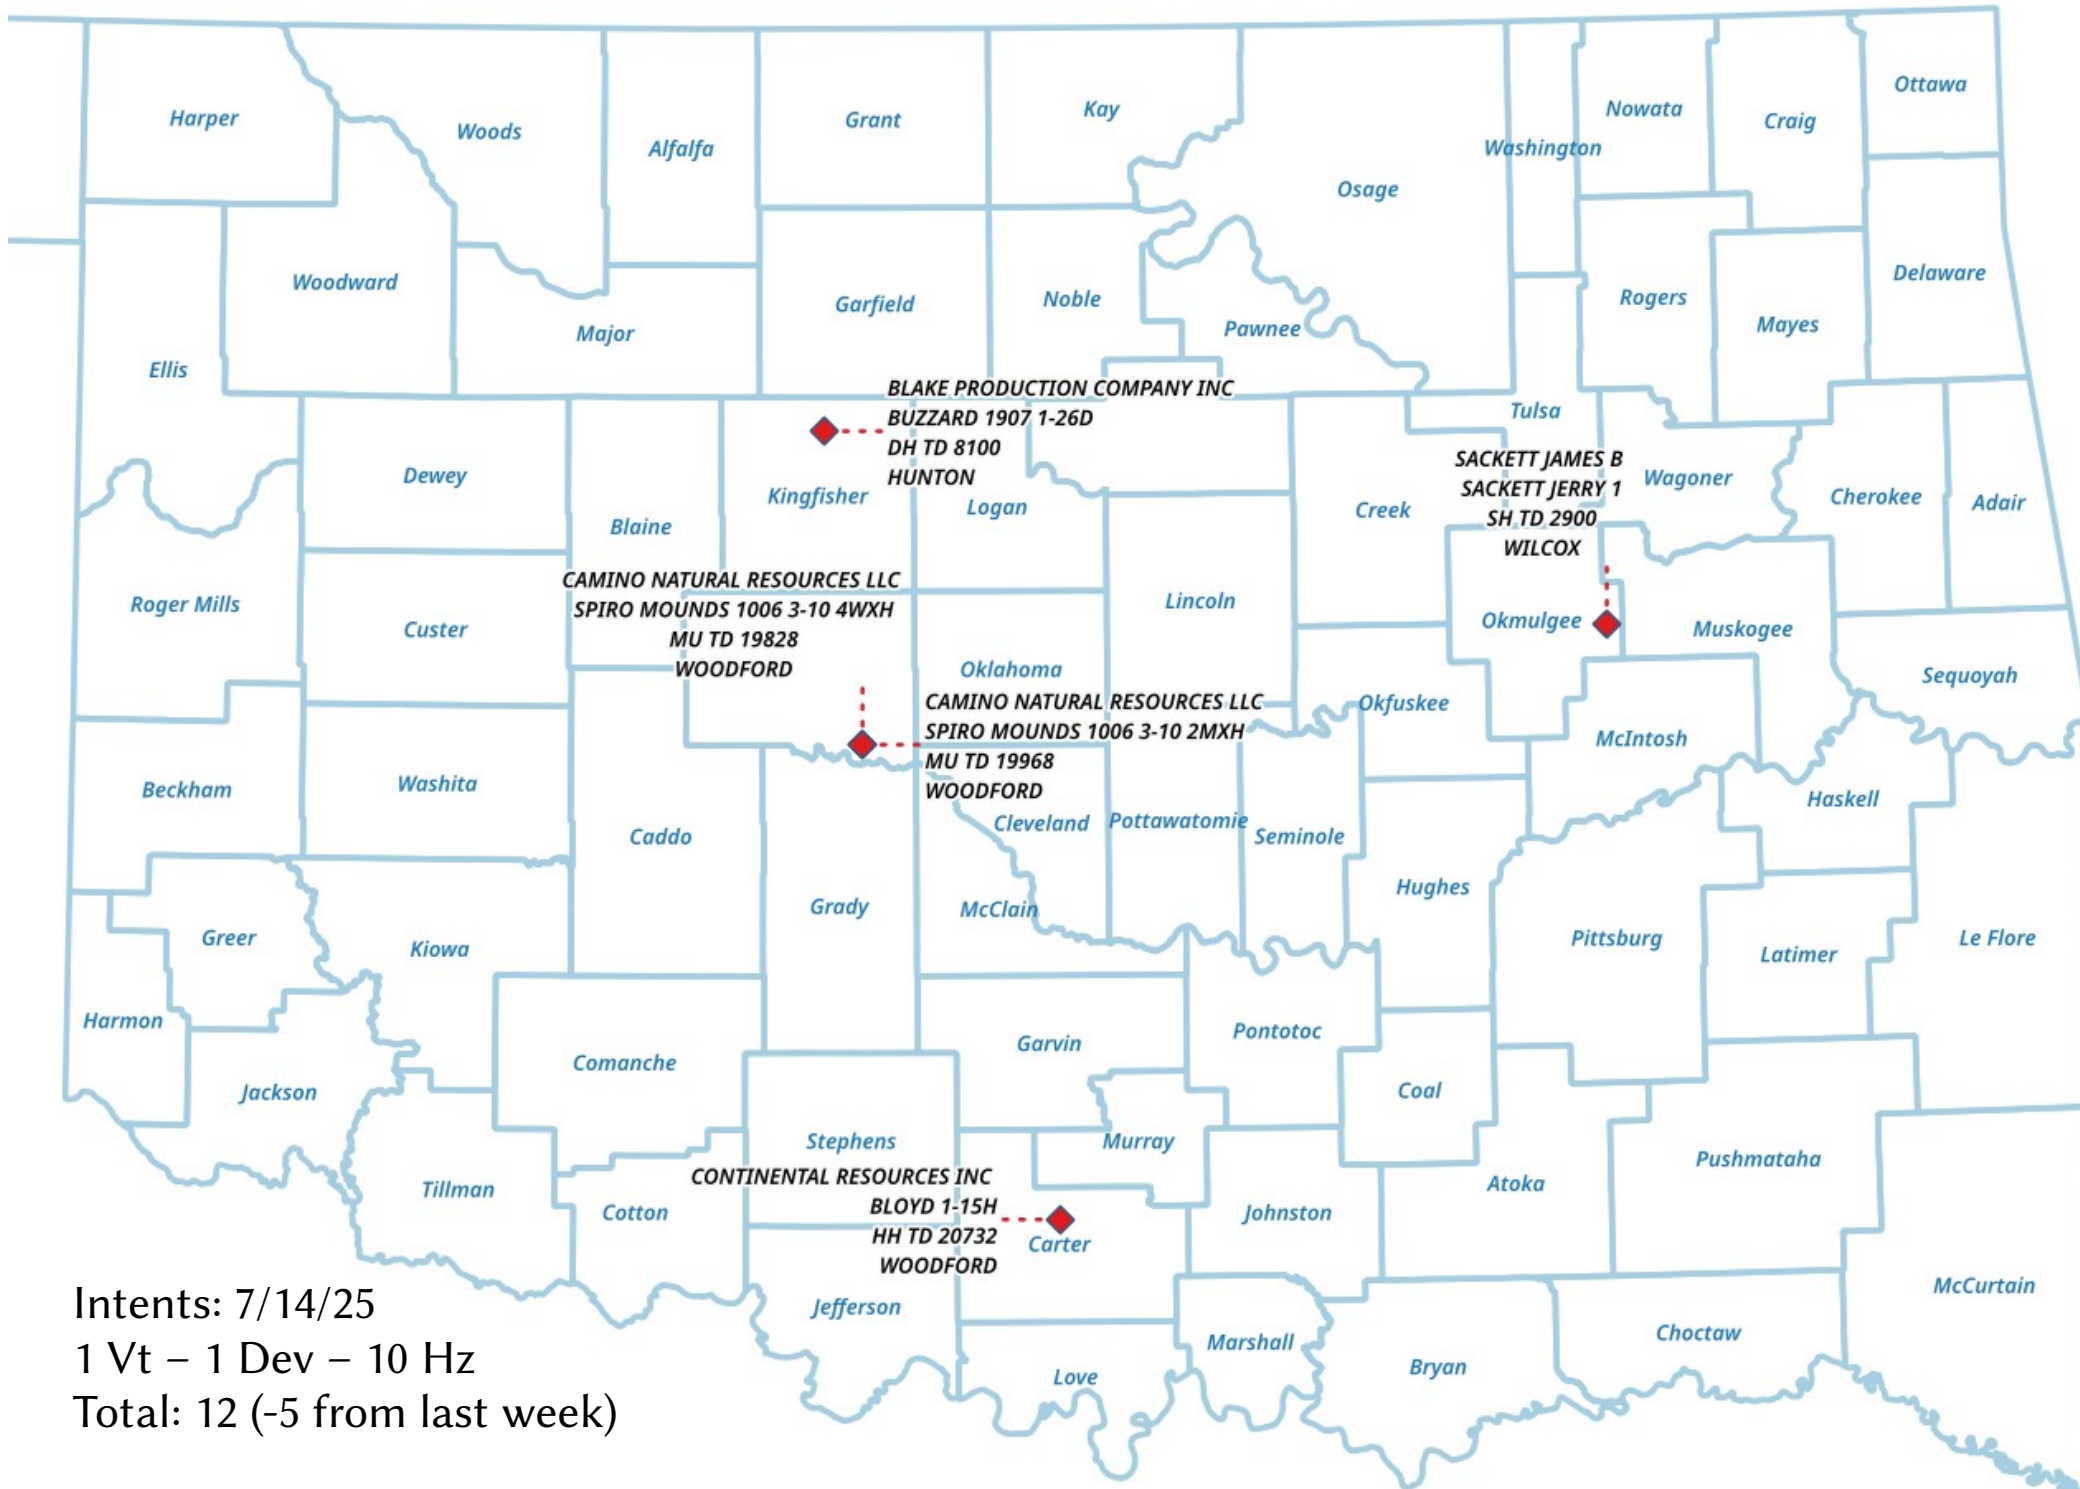 Harper
Woods
Alfalfa
Grant
Kay
Osage
Washington
Nowata
Craig
Ottawa
Ellis
Woodward
Major
Garfield
Noble
Pawnee
Rogers
Mayes
Delaware
BLAKE PRODUCTION COMPANY INC
BUZZARD 1907 1-26D
DH TD 8100
HUNTON
Tulsa
SACKETT JAMES B
SACKETT JERRY 1
SH TD 2900
WILCOX
Dewey
Blaine
Kingfisher
Logan
Creek
Wagoner
Cherokee
Adair
CAMINO NATURAL RESOURCES LLC
SPIRO MOUNDS 1006 3-10 4WXH
MU TD 19828
WOODFORD
Roger Mills
Custer
Oklahoma
Lincoln
Okmulgee
Muskogee
Sequoyah
CAMINO NATURAL RESOURCES LLC
SPIRO MOUNDS 1006 3-10 2MXH
MU TD 19968
WOODFORD
Okfuskee
McIntosh
Beckham
Washita
Caddo
Cleveland
Pottawatomie
Seminole
Haskell
Greer
Kiowa
Grady
McClain
Hughes
Pittsburg
Latimer
Le Flore
Harmon
Jackson
Comanche
Garvin
Pontotoc
Coal
Tillman
Cotton
Stephens
Murray
Johnston
Atoka
Pushmataha
CONTINENTAL RESOURCES INC
BLOYD 1-15H
HH TD 20732
WOODFORD
Carter
Jefferson
Love
Marshall
Bryan
Choctaw
McCurtain
Intents: 7/14/25
1 Vt – 1 Dev – 10 Hz
Total: 12 (-5 from last week)